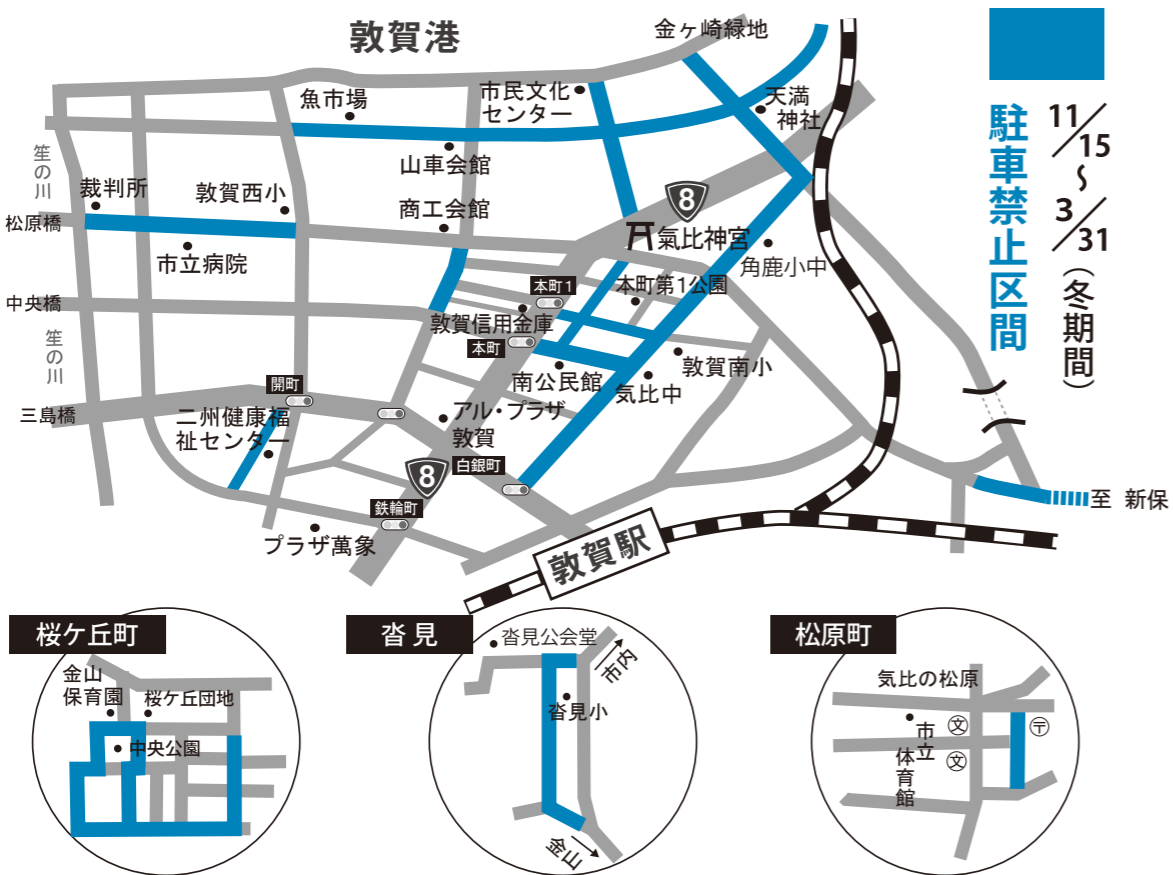 敦賀港
金ヶ崎緑地
魚市場
市民文化
センター
天満
神社
山車会館
笙の川
裁判所
敦賀西小
商工会館
8
松原橋
氣比神宮
市立病院
角鹿小中
本町1
本町第1公園
中央橋
敦賀信用金庫
本町
笙の川
南公民館
敦賀南小
気比中
開町
三島橋
二州健康福
祉センター
アル・プラザ
敦賀
白銀町
8
鉄輪町
プラザ萬象
敦賀駅
至 新保
駐車禁止区間
11/15
〜
3/31
(冬期間)
桜ケ丘町
金山
保育園
桜ケ丘団地
中央公園
沓見
沓見公会堂
市内
沓見小
金山
松原町
気比の松原
市立
体育館
文
文
〒